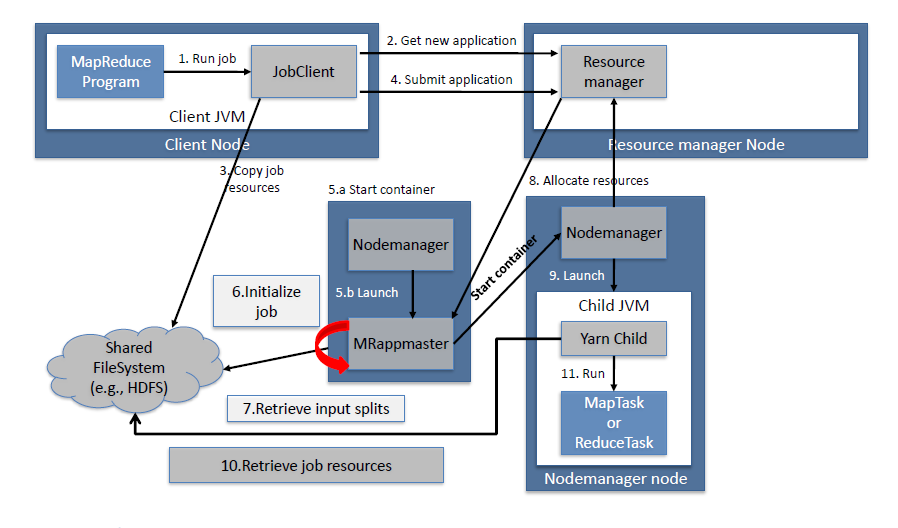 MapReduce
Program
1. Run job
JobClient
Client JVM
Client Node
2. Get new application
4. Submit application
Resource
manager
Resource manager Node
3. Copy job
resources
5.a Start container
8. Allocate resources
Nodemanager
5.b Launch
MRappmaster
Start container
Nodemanager
9. Launch
Child JVM
Yarn Child
11. Run
MapTask
or
ReduceTask
Nodemanager node
6.Initialize
job
Shared
FileSystem
(e.g., HDFS)
7.Retrieve input splits
10.Retrieve job resources